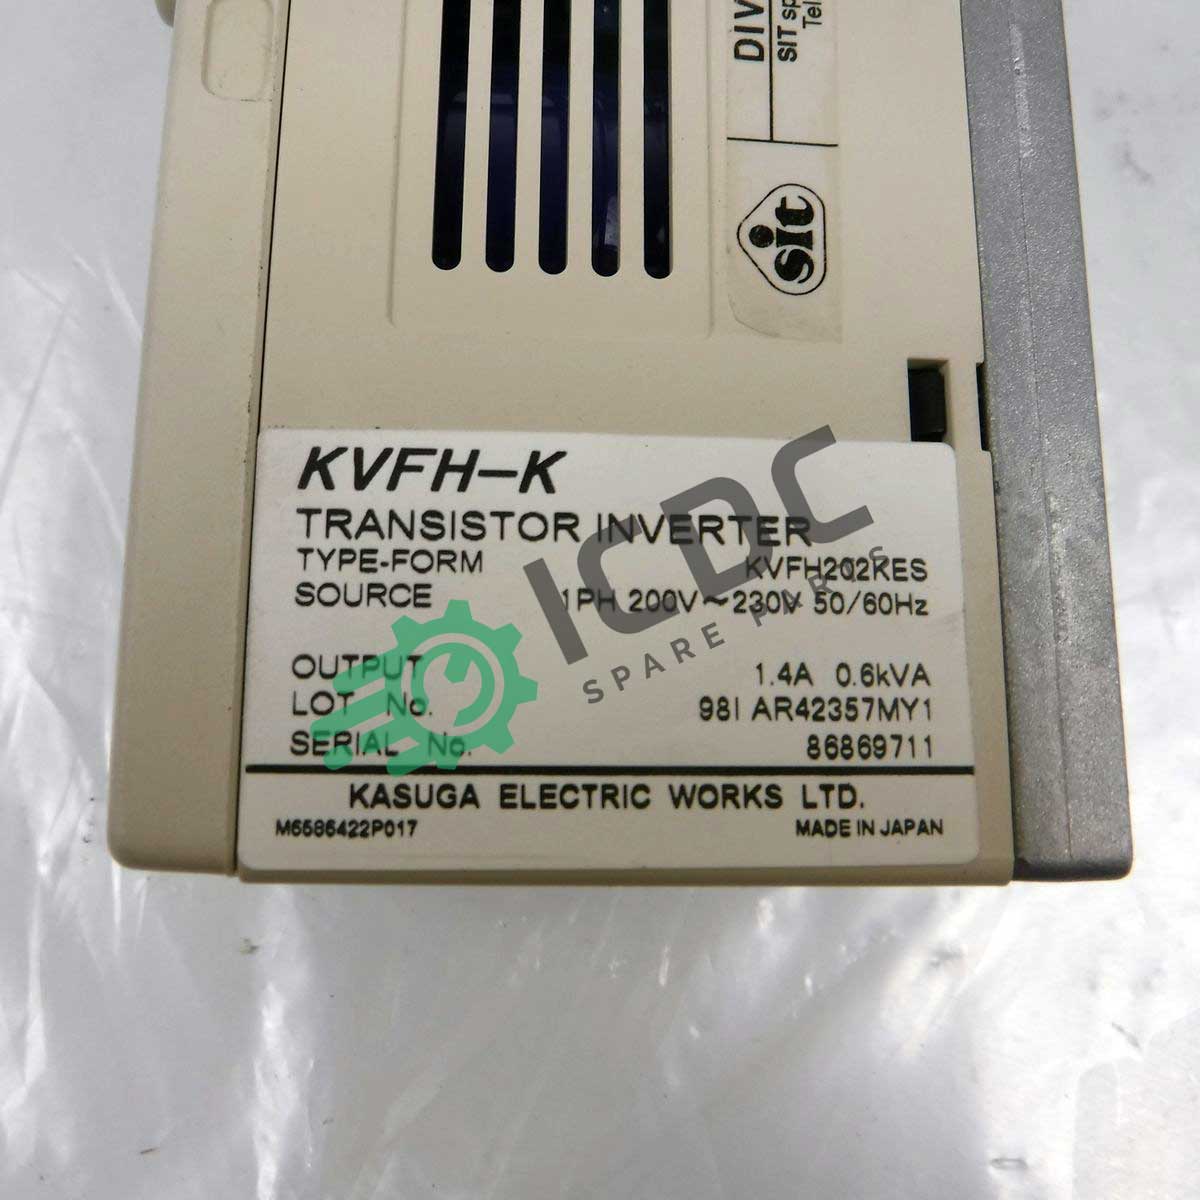 DIV
SIT sp
Tel
sit
KVFH-K
TRANSISTOR INVERTER
TYPE-FORM KVFH202KES
SOURCE 1PH 200V~230V 50/60Hz
OUTPUT 1.4A 0.6kVA
LOT No. 98I AR42357MY1
SERIAL No. 86869711
KASUGA ELECTRIC WORKS LTD.
M6586422P017 MADE IN JAPAN
ICDC
SPARE PARTS